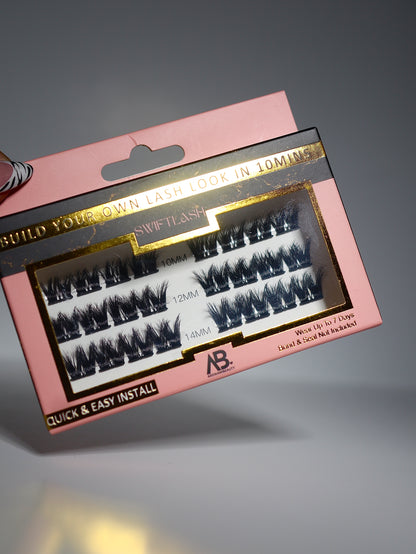 BUILD YOUR OWN LASH LOOK IN 10MINS
SWIFTLASH
10MM
12MM
14MM
AB.
Wear Up To 7 Days
Bond & Seal Not Included
QUICK & EASY INSTALL